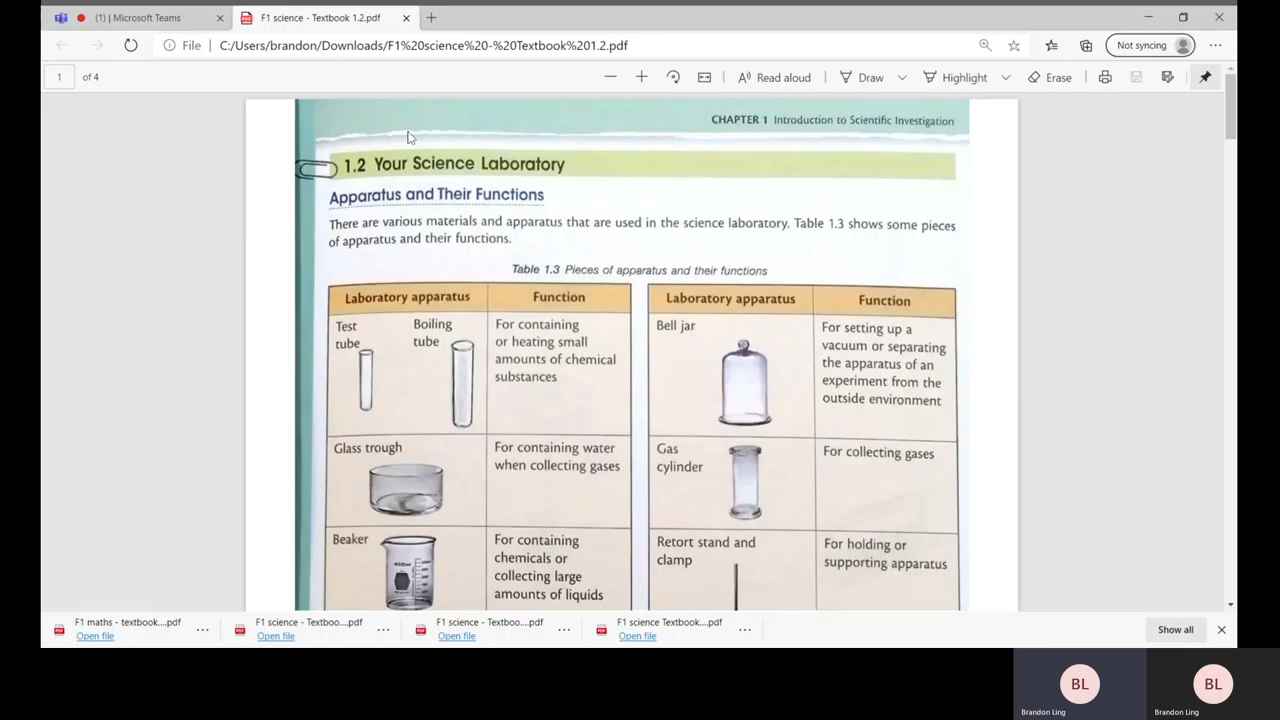 (1) | Microsoft Teams
F1 science - Textbook 1.2.pdf
File
C:/Users/brandon/Downloads/F1%20science%20-%20Textbook%201.2.pdf
Not syncing
1 of 4
Read aloud
Draw
Highlight
Erase
CHAPTER 1 Introduction to Scientific Investigation
1.2 Your Science Laboratory
Apparatus and Their Functions
There are various materials and apparatus that are used in the science laboratory. Table 1.3 shows some pieces
of apparatus and their functions.
Table 1.3 Pieces of apparatus and their functions
Laboratory apparatus
Function
Test
tube
Boiling
tube
For containing
or heating small
amounts of chemical
substances
Glass trough
For containing water
when collecting gases
Beaker
400ml
For containing
chemicals or
collecting large
amounts of liquids
Laboratory apparatus
Function
Bell jar
For setting up a
vacuum or separating
the apparatus of an
experiment from the
outside environment
Gas
cylinder
For collecting gases
Retort stand and
clamp
For holding or
supporting apparatus
F1 maths - textbook....pdf
Open file
F1 science - Textboo....pdf
Open file
F1 science - Textboo....pdf
Open file
F1 science Textbook....pdf
Open file
Show all
BL
Brandon Ling
BL
Brandon Ling